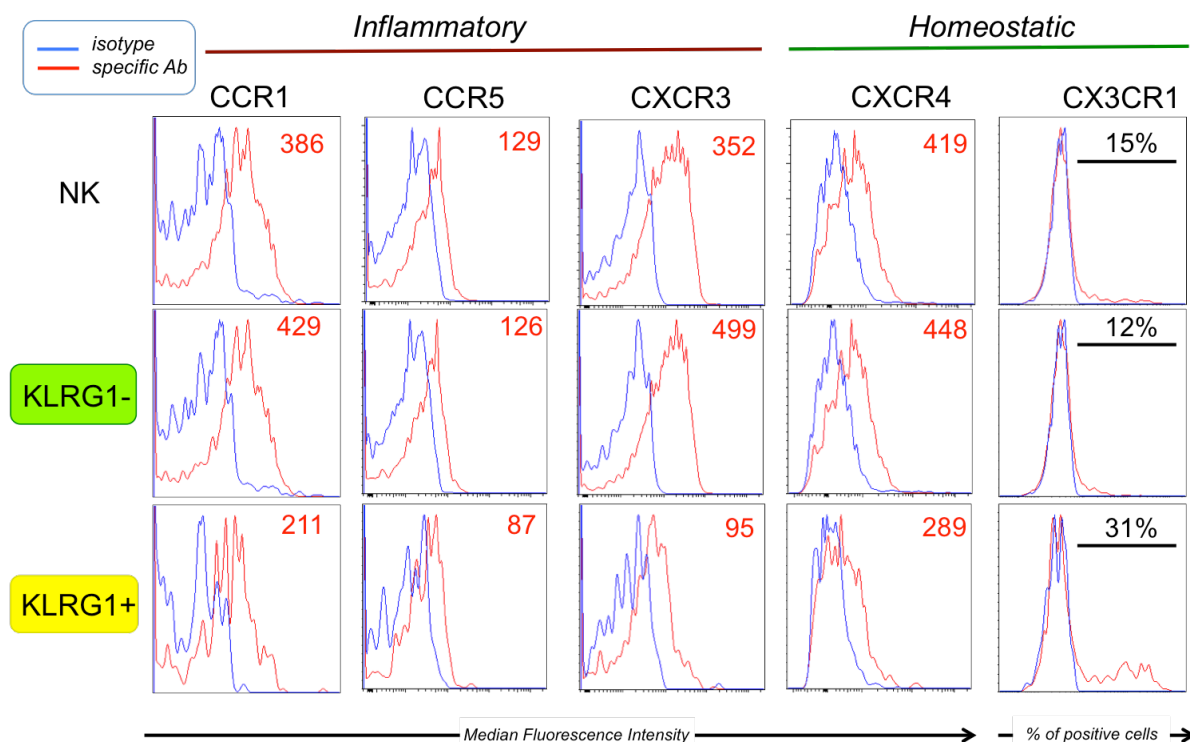 Inflammatory
Homeostatic
isotype
specific Ab
CCR1
CCR5
CXCR3
CXCR4
CX3CR1
NK
386
129
352
419
15%
KLRG1-
429
126
499
448
12%
KLRG1+
211
87
95
289
31%
Median Fluorescence Intensity
% of positive cells